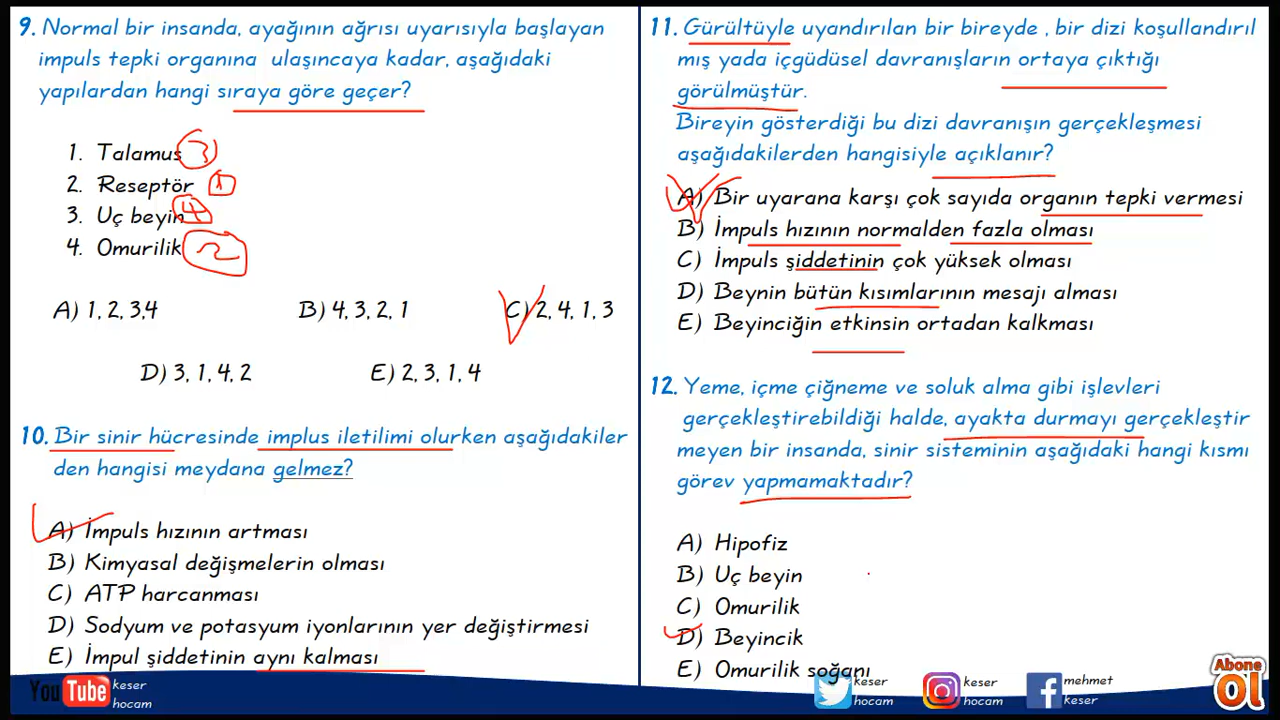 9. Normal bir insanda, ayağının ağrısı uyarısıyla başlayan
impuls tepki organına ulaşıncaya kadar, aşağıdaki
yapılardan hangi sıraya göre geçer?
1. Talamus 3
2. Reseptör 1
3. Uç beyin 4
4. Omurilik 2
A) 1, 2, 3,4 B) 4, 3, 2, 1 C) 2, 4, 1, 3
D) 3, 1, 4, 2 E) 2, 3, 1, 4
10. Bir sinir hücresinde implus iletilimi olurken aşağıdakiler
den hangisi meydana gelmez?
A) İmpuls hızının artması
B) Kimyasal değişmelerin olması
C) ATP harcanması
D) Sodyum ve potasyum iyonlarının yer değiştirmesi
E) İmpul şiddetinin aynı kalması
11. Gürültüyle uyandırılan bir bireyde , bir dizi koşullandırıl
mış yada içgüdüsel davranışların ortaya çıktığı
görülmüştür.
Bireyin gösterdiği bu dizi davranışın gerçekleşmesi
aşağıdakilerden hangisiyle açıklanır?
A) Bir uyarana karşı çok sayıda organın tepki vermesi
B) İmpuls hızının normalden fazla olması
C) İmpuls şiddetinin çok yüksek olması
D) Beynin bütün kısımlarının mesajı alması
E) Beyinciğin etkinsin ortadan kalkması
12. Yeme, içme çiğneme ve soluk alma gibi işlevleri
gerçekleştirebildiği halde, ayakta durmayı gerçekleştir
meyen bir insanda, sinir sisteminin aşağıdaki hangi kısmı
görev yapmamaktadır?
A) Hipofiz
B) Uç beyin
C) Omurilik
D) Beyincik
E) Omurilik soğanı
YouTube keser
hocam
keser
hocam
keser
hocam
mehmet
keser
Abone
OL